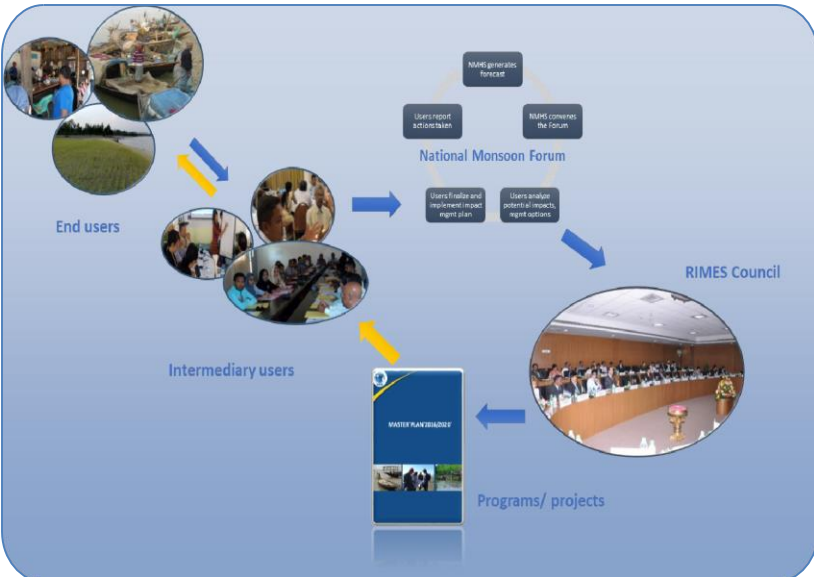 NMHS generates
forecast
Users report
actions taken
NMHS convenes
the Forum
National Monsoon Forum
Users finalize and
implement impact
mgmt plan
Users analyze
potential impacts,
mgmt options
End users
RIMES Council
Intermediary users
MASTER PLAN 2016/2020
Programs/ projects